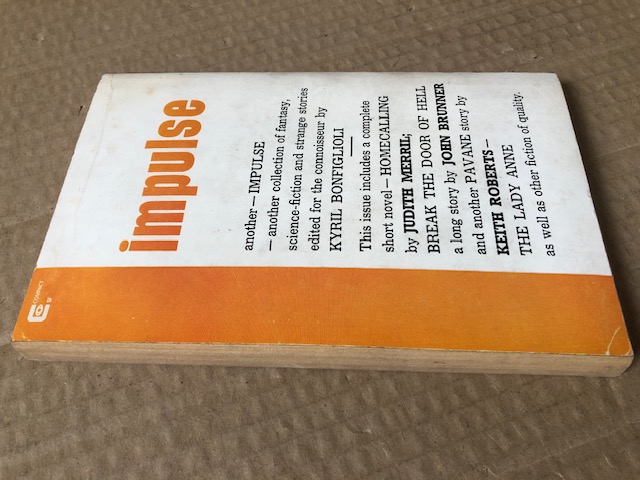 impulse
another — IMPULSE
— another collection of fantasy,
science-fiction and strange stories
edited for the connoisseur by
KYRIL BONFIGLIOLI
This issue includes a complete
short novel — HOMECALLING
by JUDITH MERRIL;
BREAK THE DOOR OF HELL
a long story by JOHN BRUNNER
and another PAVANE story by
KEITH ROBERTS —
THE LADY ANNE
as well as other fiction of quality.
COMPACT
SF